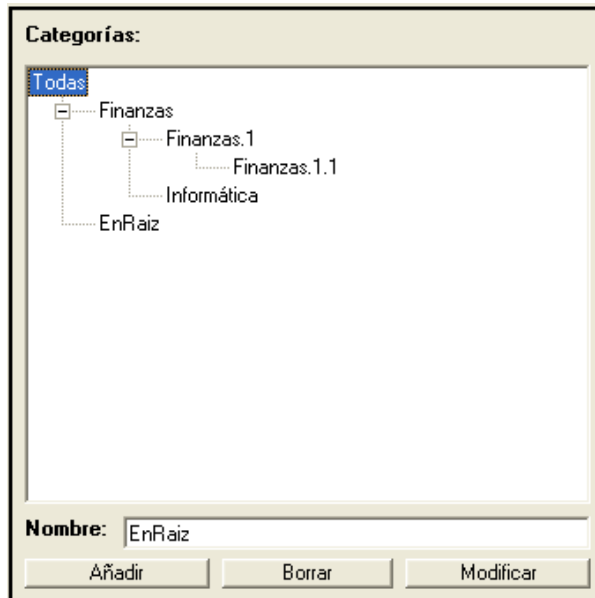 Categorías:
Todas
Finanzas
Finanzas.1
Finanzas.1.1
Informática
EnRaiz
Nombre: EnRaiz
Añadir Borrar Modificar